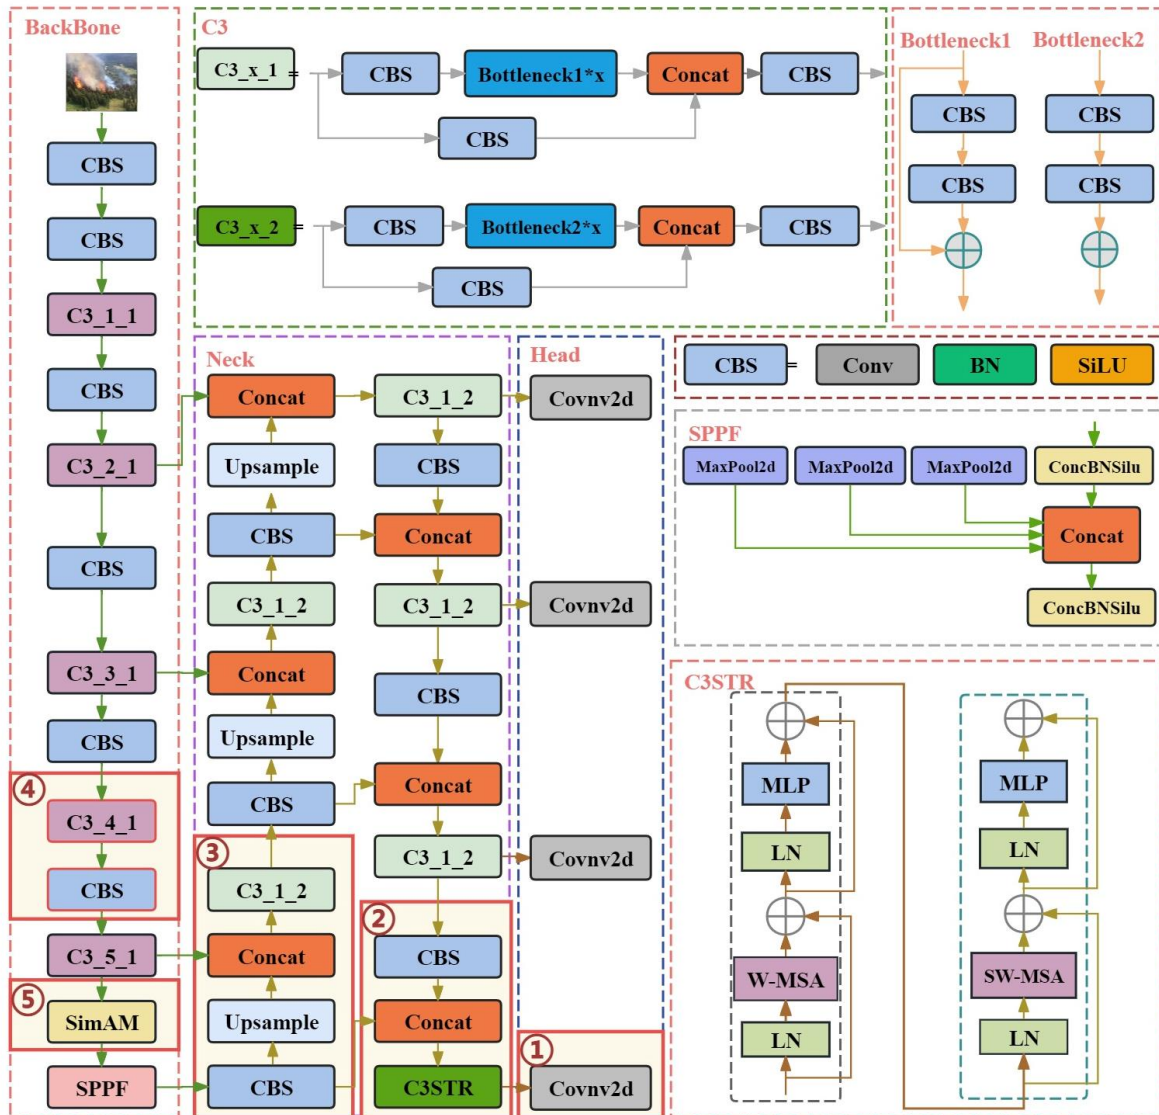 BackBone
CBS
CBS
C3_1_1
CBS
C3_2_1
CBS
C3_3_1
CBS
④
C3_4_1
CBS
C3_5_1
⑤
SimAM
SPPF
C3
C3_x_1 =
CBS
Bottleneck1*x
Concat
CBS
CBS
C3_x_2 =
CBS
Bottleneck2*x
Concat
CBS
CBS
Bottleneck1
CBS
CBS
Bottleneck2
CBS
CBS
Neck
Concat
Upsample
CBS
C3_1_2
Concat
Upsample
CBS
③
C3_1_2
Concat
Upsample
CBS
C3_1_2
CBS
Concat
C3_1_2
CBS
Concat
C3_1_2
②
CBS
Concat
C3STR
Head
Covnv2d
Covnv2d
Covnv2d
①
Covnv2d
CBS = Conv BN SiLU
SPPF
MaxPool2d MaxPool2d MaxPool2d ConcBNSilu
Concat
ConcBNSilu
C3STR
MLP
LN
W-MSA
LN
MLP
LN
SW-MSA
LN